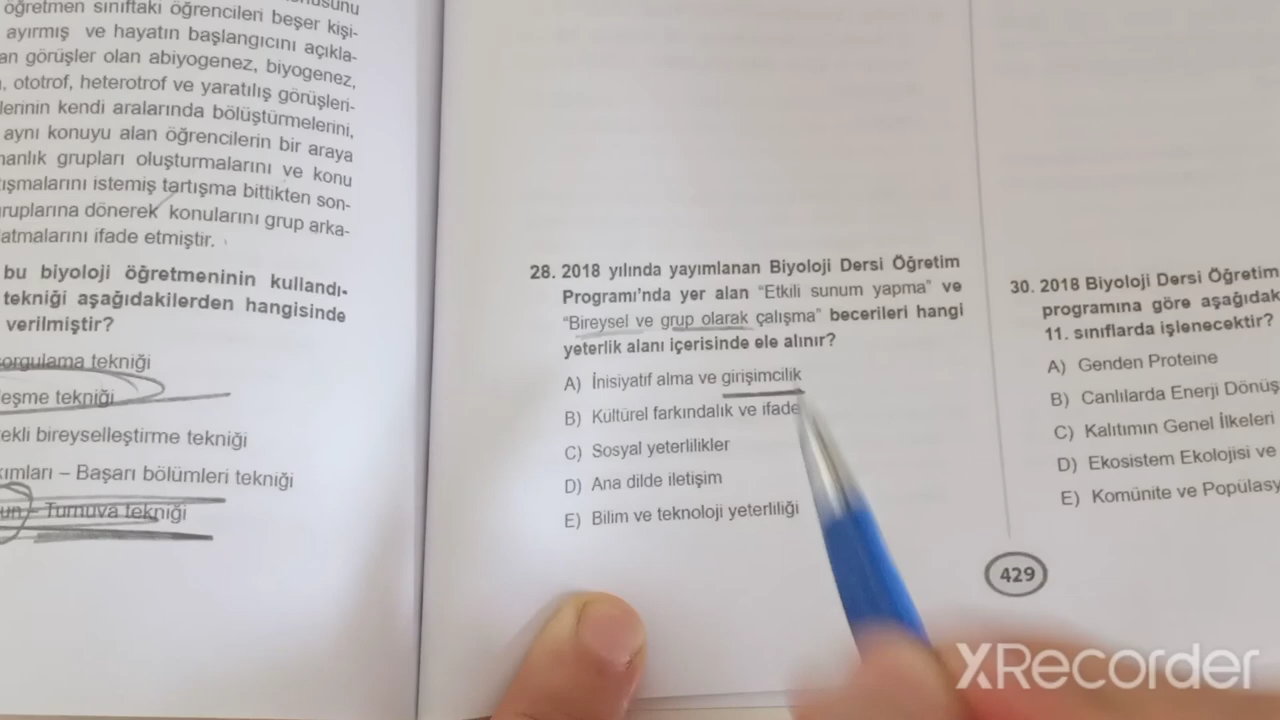 öğretmen sınıftaki öğrencileri beşer kişi-
ayırmış ve hayatın başlangıcını açıkla-
an görüşler olan abiyogenez, biyogenez,
, ototrof, heterotrof ve yaratılış görüşleri-
lerinin kendi aralarında bölüştürmelerini,
aynı konuyu alan öğrencilerin bir araya
manlık grupları oluşturmalarını ve konu
tışmalarını istemiş tartışma bittikten son-
ruplarına dönerek konularını grup arka-
atmalarını ifade etmiştir.
bu biyoloji öğretmeninin kullandı-
tekniği aşağıdakilerden hangisinde
verilmiştir?
sorgulama tekniği
eşme tekniği
ekli bireyselleştirme tekniği
kımları – Başarı bölümleri tekniği
un – Turnuva tekniği
28. 2018 yılında yayımlanan Biyoloji Dersi Öğretim
Programı'nda yer alan "Etkili sunum yapma" ve
"Bireysel ve grup olarak çalışma" becerileri hangi
yeterlik alanı içerisinde ele alınır?
A) İnisiyatif alma ve girişimcilik
B) Kültürel farkındalık ve ifade
C) Sosyal yeterlilikler
D) Ana dilde iletişim
E) Bilim ve teknoloji yeterliliği
30. 2018 Biyoloji Dersi Öğretim
programına göre aşağıdak
11. sınıflarda işlenecektir?
A) Genden Proteine
B) Canlılarda Enerji Dönüş
C) Kalıtımın Genel İlkeleri
D) Ekosistem Ekolojisi ve
E) Komünite ve Popülasy
429
XRecorder